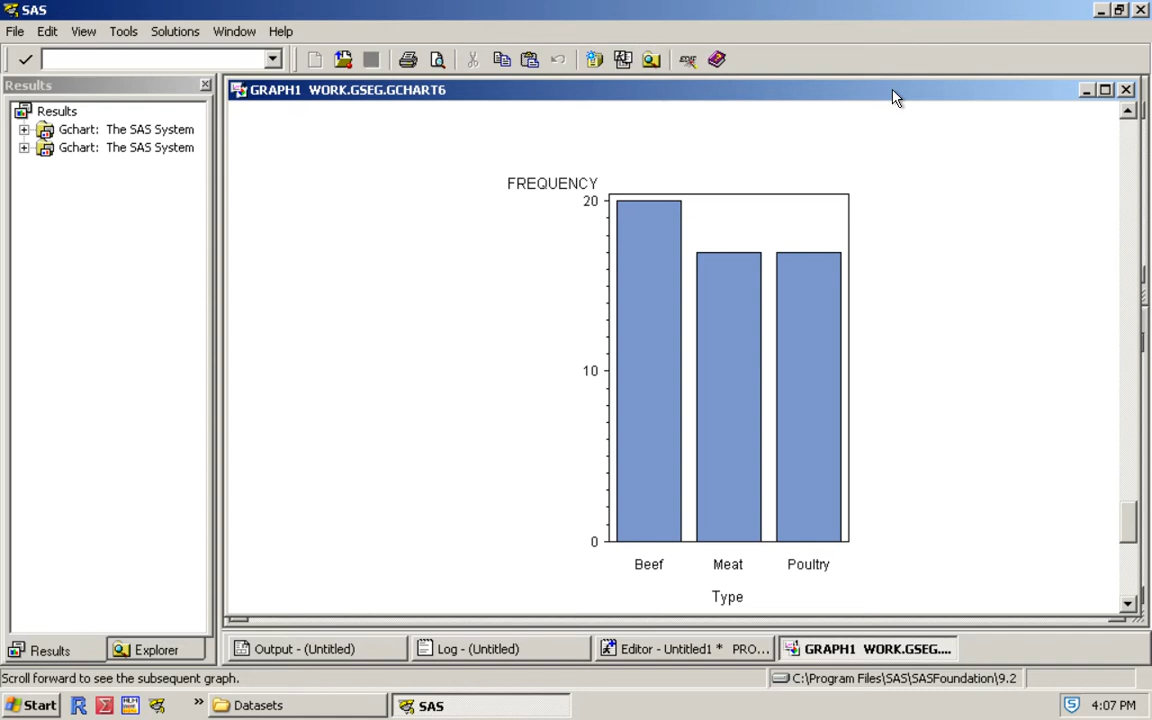 SAS
File Edit View Tools Solutions Window Help
Results
GRAPH1 WORK.GSEG.GCHART6
Results
Gchart: The SAS System
Gchart: The SAS System
FREQUENCY
20
10
0
Beef Meat Poultry
Type
Results Explorer
Output - (Untitled) Log - (Untitled) Editor - Untitled1 * PRO... GRAPH1 WORK.GSEG....
Scroll forward to see the subsequent graph. C:\Program Files\SAS\SASFoundation\9.2
Start R Σ HLM » Datasets SAS S 4:07 PM